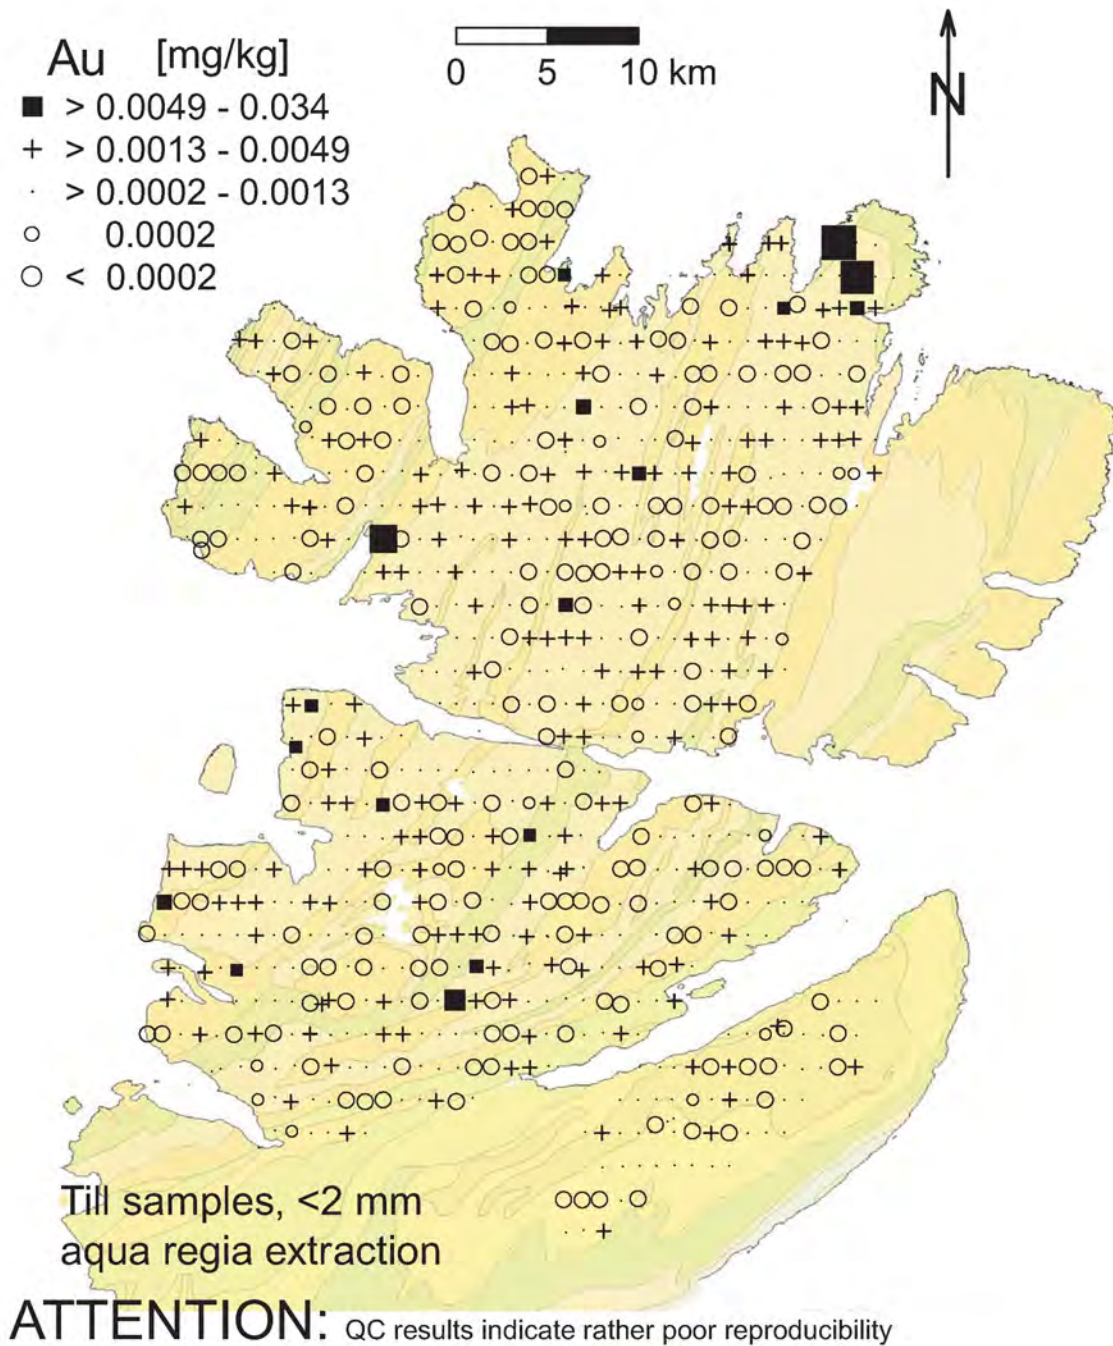 Au [mg/kg]
■ > 0.0049 - 0.034
+ > 0.0013 - 0.0049
· > 0.0002 - 0.0013
○ 0.0002
○ < 0.0002
0 5 10 km
N
Till samples, <2 mm
aqua regia extraction
ATTENTION: QC results indicate rather poor reproducibility